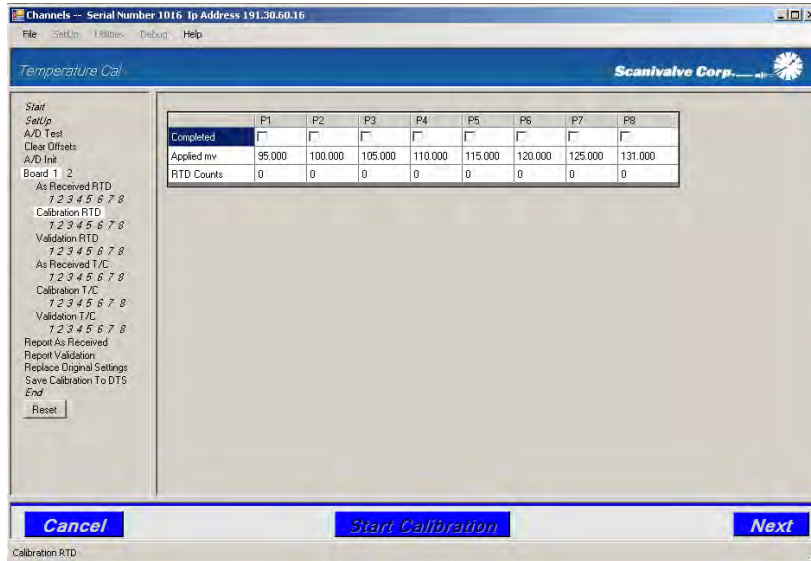 Channels -- Serial Number 1016 Ip Address 191.30.60.16
File SetUp Utilities Debug Help
Temperature Cal
Scanivalve Corp.
Start
SetUp
A/D Test
Clear Offsets
A/D Init
Board 1 2
As Received RTD
1 2 3 4 5 6 7 8
Calibration RTD
1 2 3 4 5 6 7 8
Validation RTD
1 2 3 4 5 6 7 8
As Received T/C
1 2 3 4 5 6 7 8
Calibration T/C
1 2 3 4 5 6 7 8
Validation T/C
1 2 3 4 5 6 7 8
Report As Received
Report Validation
Replace Original Settings
Save Calibration To DTS
End
Reset
P1 P2 P3 P4 P5 P6 P7 P8
Completed
Applied mv 95.000 100.000 105.000 110.000 115.000 120.000 125.000 131.000
RTD Counts 0 0 0 0 0 0 0 0
Cancel
Start Calibration
Next
Calibration RTD